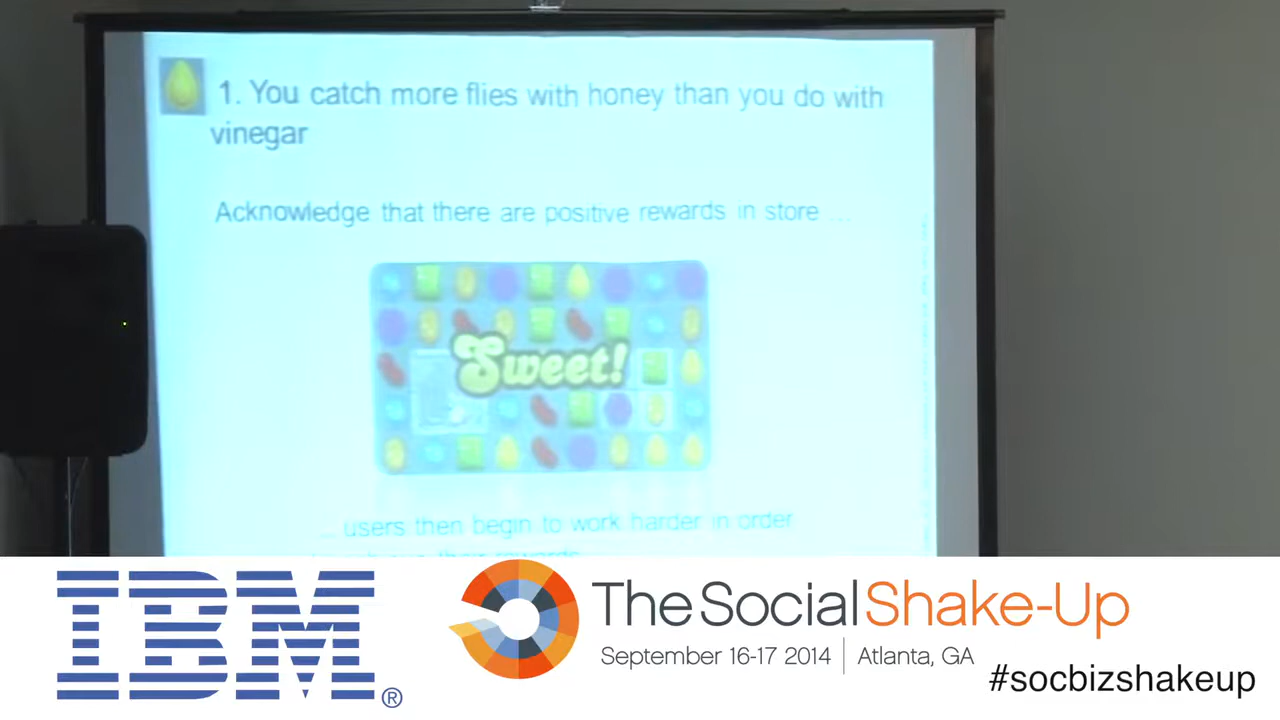 1. You catch more flies with honey than you do with
vinegar
Acknowledge that there are positive rewards in store ...
Sweet!
... users then begin to work harder in order
their rewards
IBM®
The Social Shake-Up
September 16-17 2014 | Atlanta, GA
#socbizshakeup